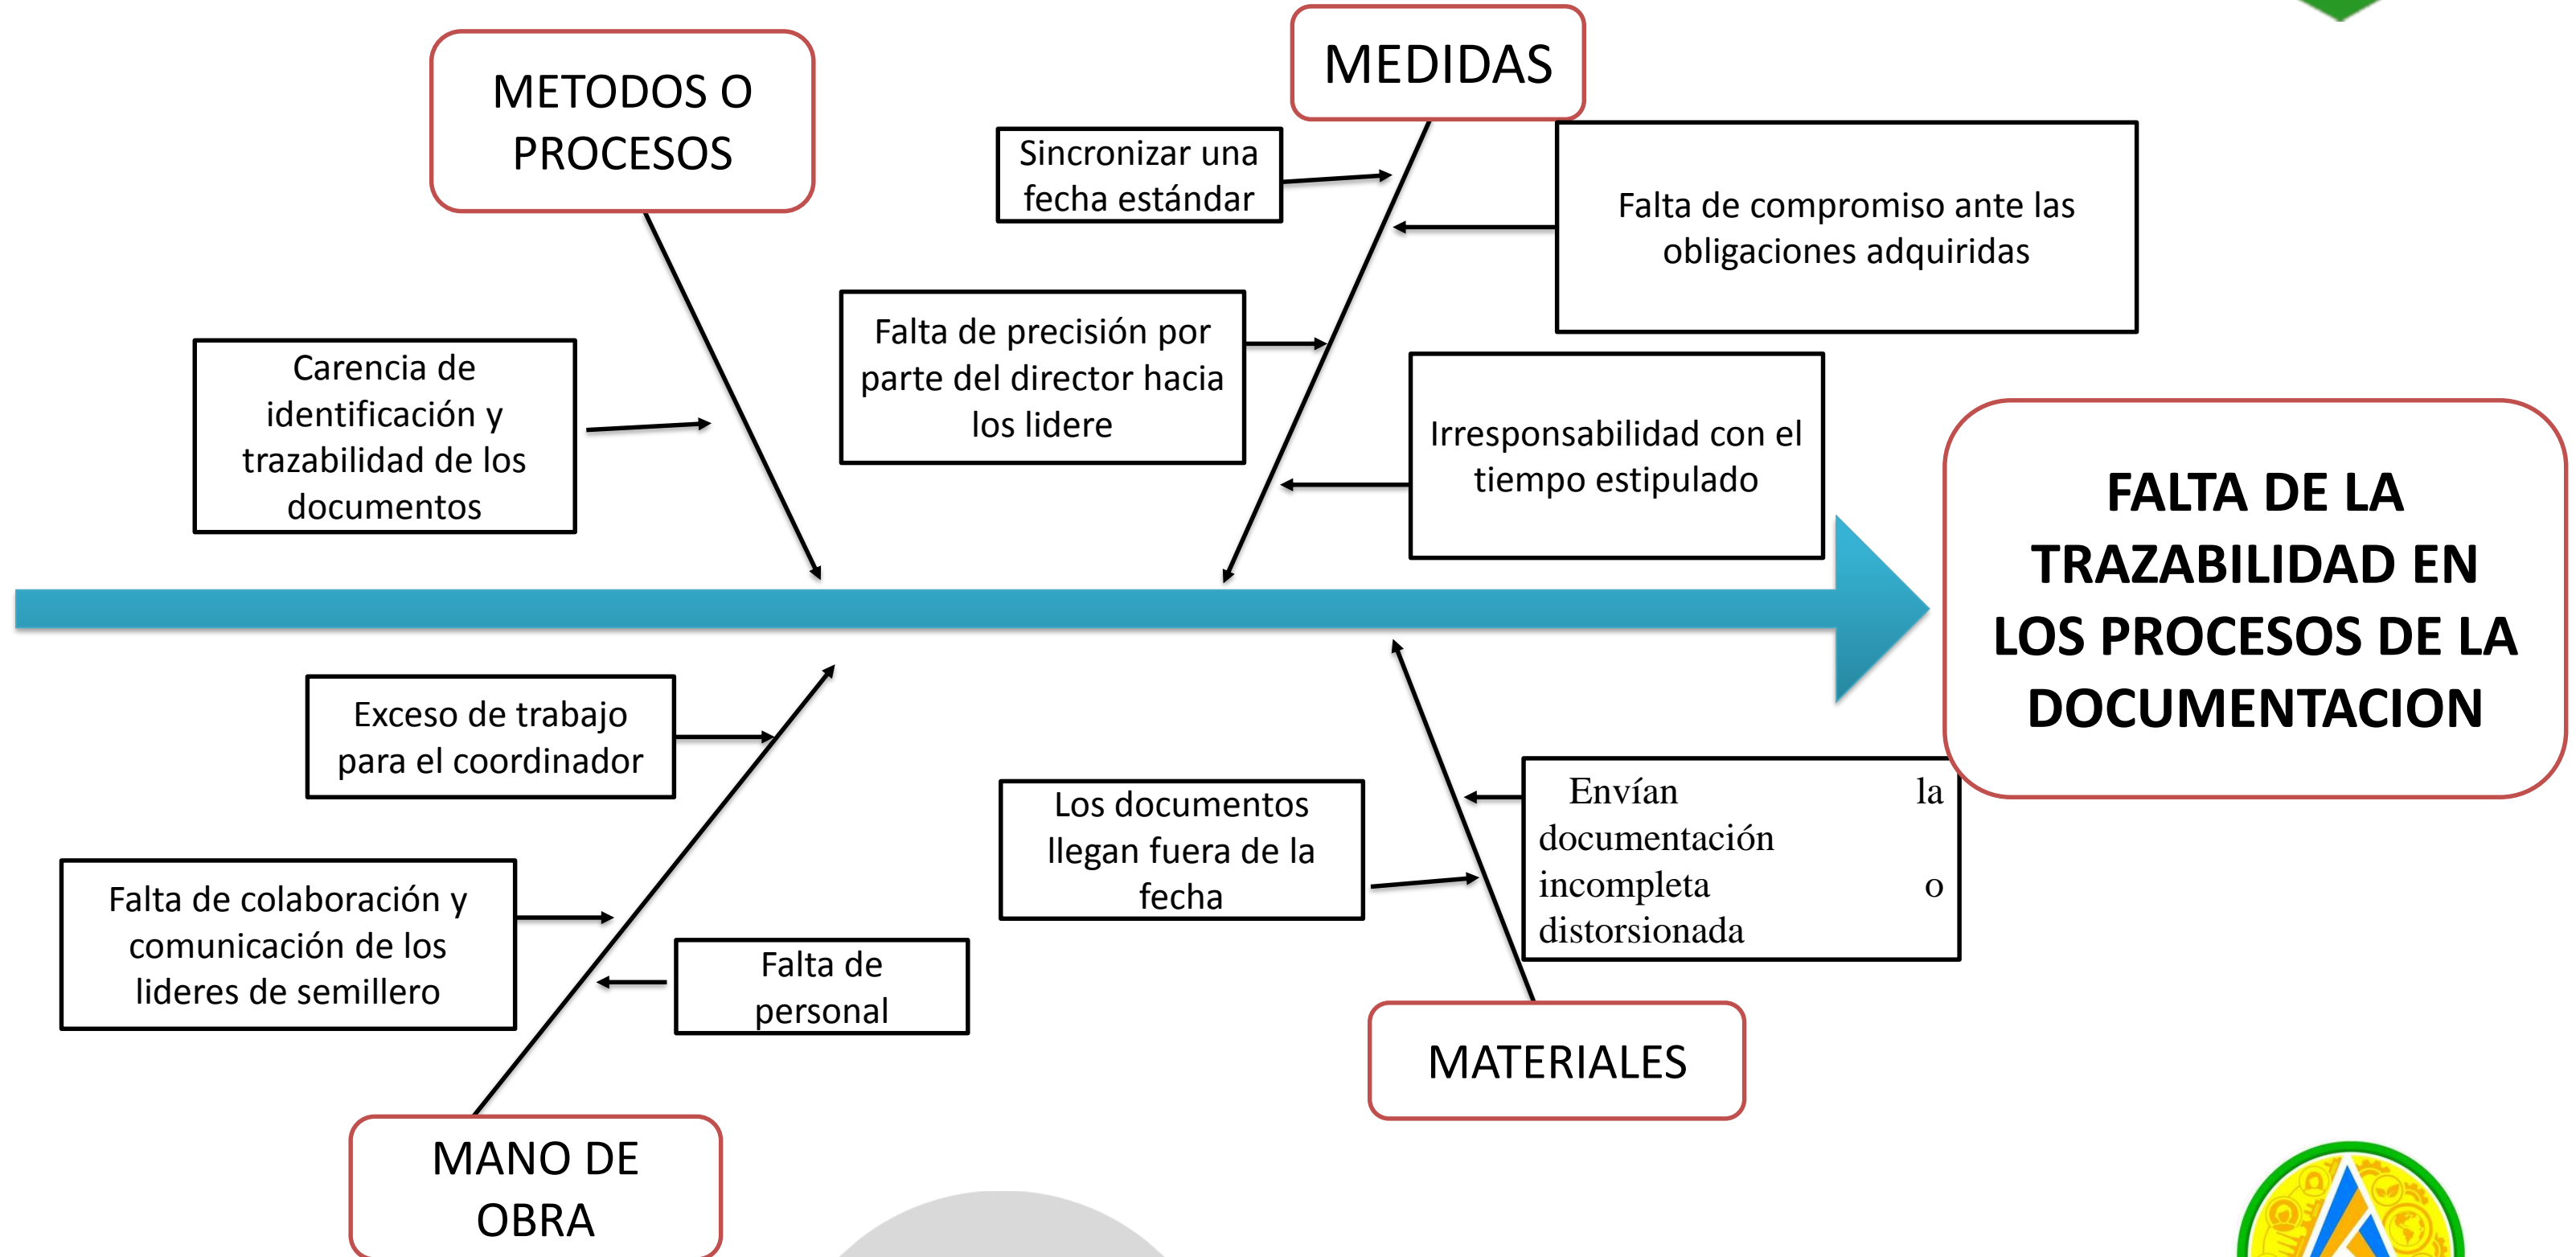 METODOS O
PROCESOS
MEDIDAS
Sincronizar una
fecha estándar
Falta de compromiso ante las
obligaciones adquiridas
Falta de precisión por
parte del director hacia
los lidere
Carencia de
identificación y
trazabilidad de los
documentos
Irresponsabilidad con el
tiempo estipulado
FALTA DE LA
TRAZABILIDAD EN
LOS PROCESOS DE LA
DOCUMENTACION
Exceso de trabajo
para el coordinador
Los documentos
llegan fuera de la
fecha
Envían la
documentación
incompleta o
distorsionada
Falta de colaboración y
comunicación de los
lideres de semillero
Falta de
personal
MATERIALES
MANO DE
OBRA